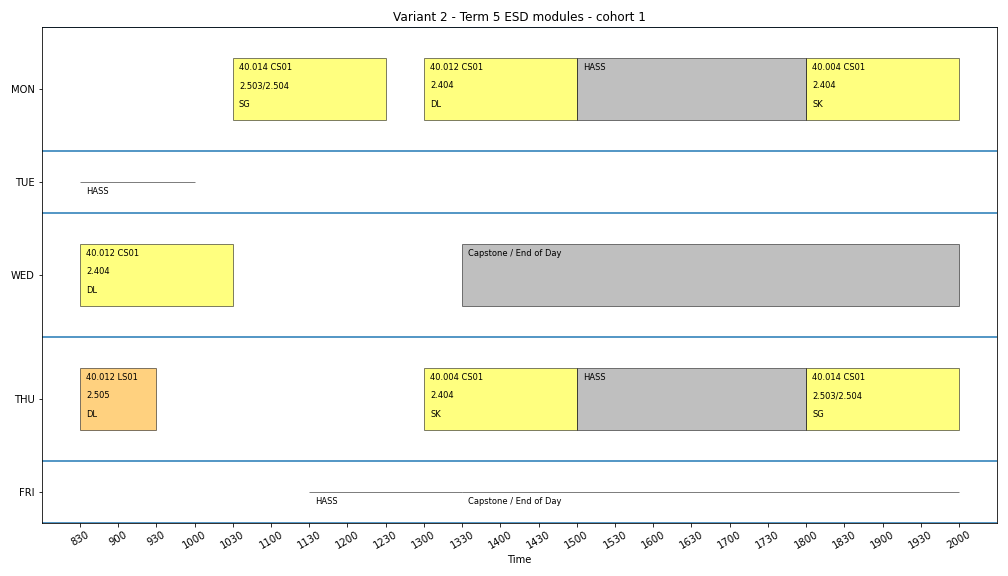 Variant 2 - Term 5 ESD modules - cohort 1
MON
40.014 CS01
2.503/2.504
SG
40.012 CS01
2.404
DL
HASS
40.004 CS01
2.404
SK
TUE
HASS
WED
40.012 CS01
2.404
DL
Capstone / End of Day
THU
40.012 LS01
2.505
DL
40.004 CS01
2.404
SK
HASS
40.014 CS01
2.503/2.504
SG
FRI
HASS
Capstone / End of Day
830 900 930 1000 1030 1100 1130 1200 1230 1300 1330 1400 1430 1500 1600 1630 1700 1730 1800 1830 1900 1930 2000
Time